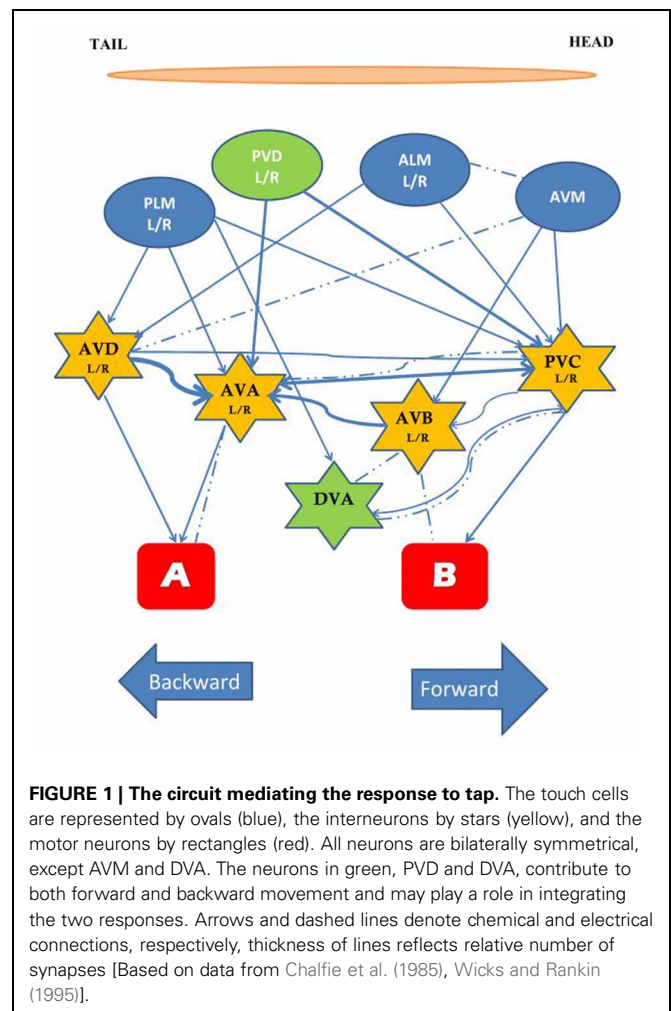 TAIL
HEAD
PVD
L/R
ALM
L/R
PLM
L/R
AVM
AVD
L/R
AVA
L/R
PVC
L/R
AVB
L/R
DVA
A
B
Backward
Forward
FIGURE 1 | The circuit mediating the response to tap. The touch cells
are represented by ovals (blue), the interneurons by stars (yellow), and the
motor neurons by rectangles (red). All neurons are bilaterally symmetrical,
except AVM and DVA. The neurons in green, PVD and DVA, contribute to
both forward and backward movement and may play a role in integrating
the two responses. Arrows and dashed lines denote chemical and electrical
connections, respectively, thickness of lines reflects relative number of
synapses [Based on data from Chalfie et al. (1985), Wicks and Rankin
(1995)].